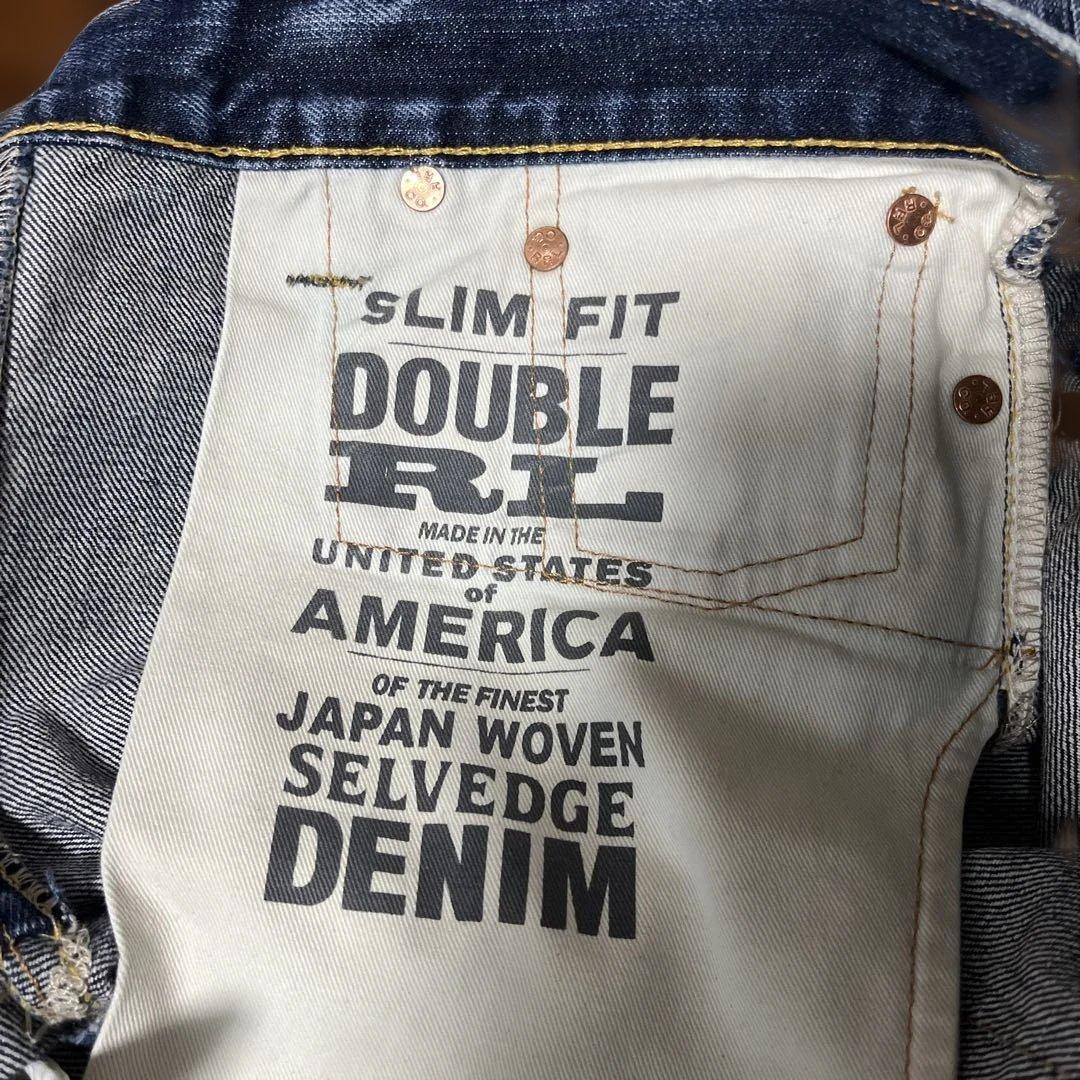 SLIM FIT
DOUBLE
RL
MADE IN THE
UNITED STATES
of
AMERICA
OF THE FINEST
JAPAN WOVEN
SELVEDGE
DENIM